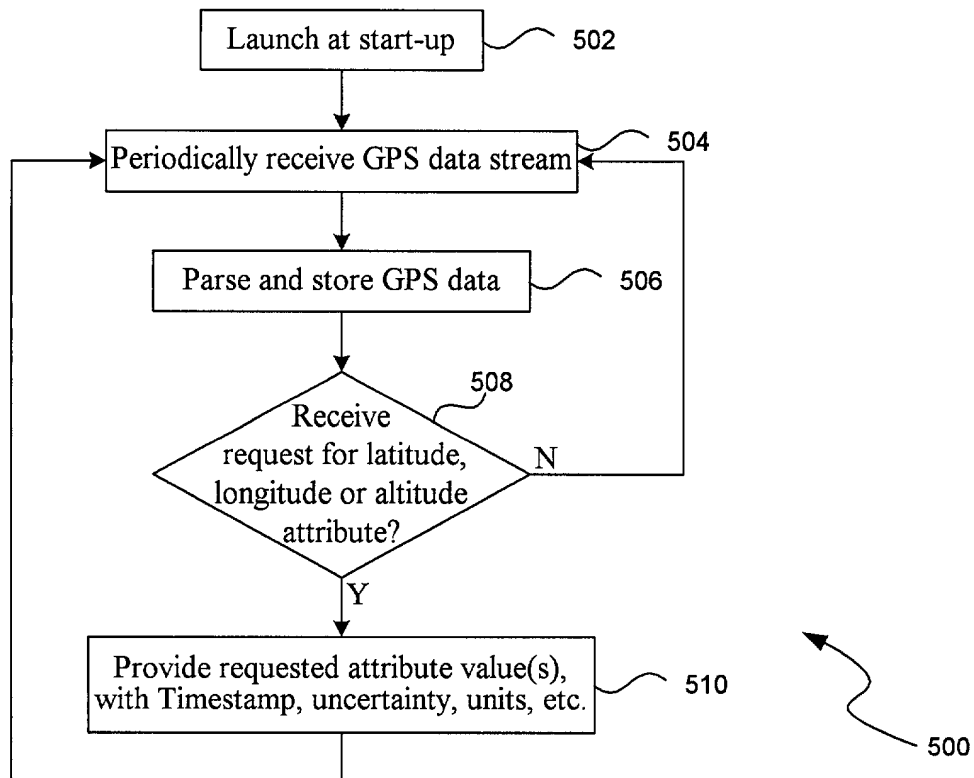 Launch at start-up
502
Periodically receive GPS data stream
504
Parse and store GPS data
506
508
Receive
request for latitude,
longitude or altitude
attribute?
N
Y
Provide requested attribute value(s),
with Timestamp, uncertainty, units, etc.
510
500